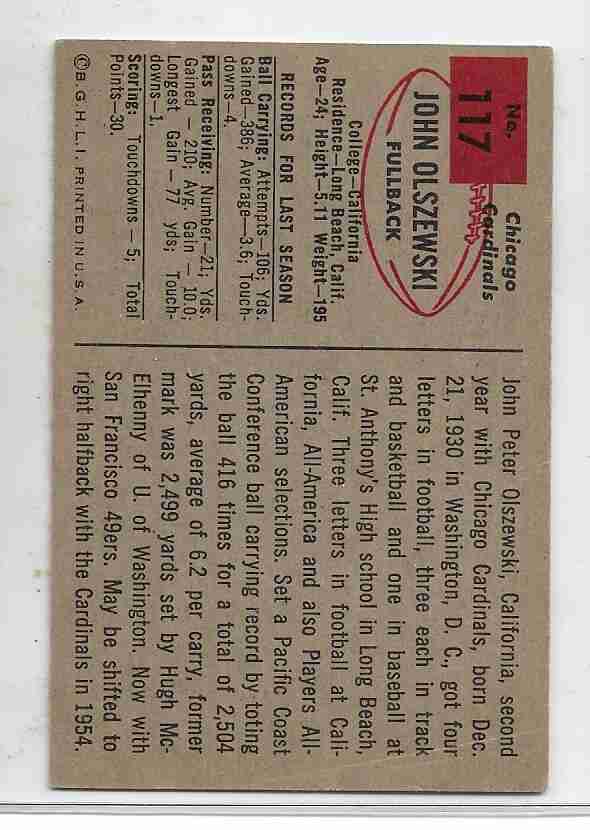 No.
117
Chicago
Cardinals
JOHN OLSZEWSKI
FULLBACK
College—California
Residence—Long Beach, Calif.
Age—24; Height—5.11 Weight—195
RECORDS FOR LAST SEASON
Ball Carrying: Attempts—106; Yds.
Gained—386; Average—3.6; Touch-
downs—4.
Pass Receiving: Number—21; Yds.
Gained — 210; Avg. Gain — 10.0;
Longest Gain — 77 yds; Touch-
downs—1.
Scoring: Touchdowns — 5; Total
Points—30.
©B.G.H.L.I. PRINTED IN U.S.A.
John Peter Olszewski, California, second
year with Chicago Cardinals, born Dec.
21, 1930 in Washington, D. C., got four
letters in football, three each in track
and basketball and one in baseball at
St. Anthony's High school in Long Beach,
Calif. Three letters in football at Cali-
fornia, All-America and also Players All-
American selections. Set a Pacific Coast
Conference ball carrying record by toting
the ball 416 times for a total of 2,504
yards, average of 6.2 per carry, former
mark was 2,499 yards set by Hugh Mc-
Elhenny of U. of Washington. Now with
San Francisco 49ers. May be shifted to
right halfback with the Cardinals in 1954.